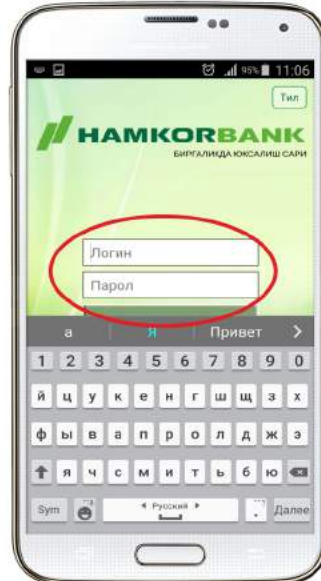 95% 11:06
Тил
HAMKORBANK
БИРГАЛИКДА ЮКСАЛИШ САРИ
Логин
Парол
а Я Привет
1 2 3 4 5 6 7 8 9 0
й ц у к е н г ш щ з х
ф ы в а п р о л д ж э
я ч с м и т ь б ю
Sym Русский . Далее